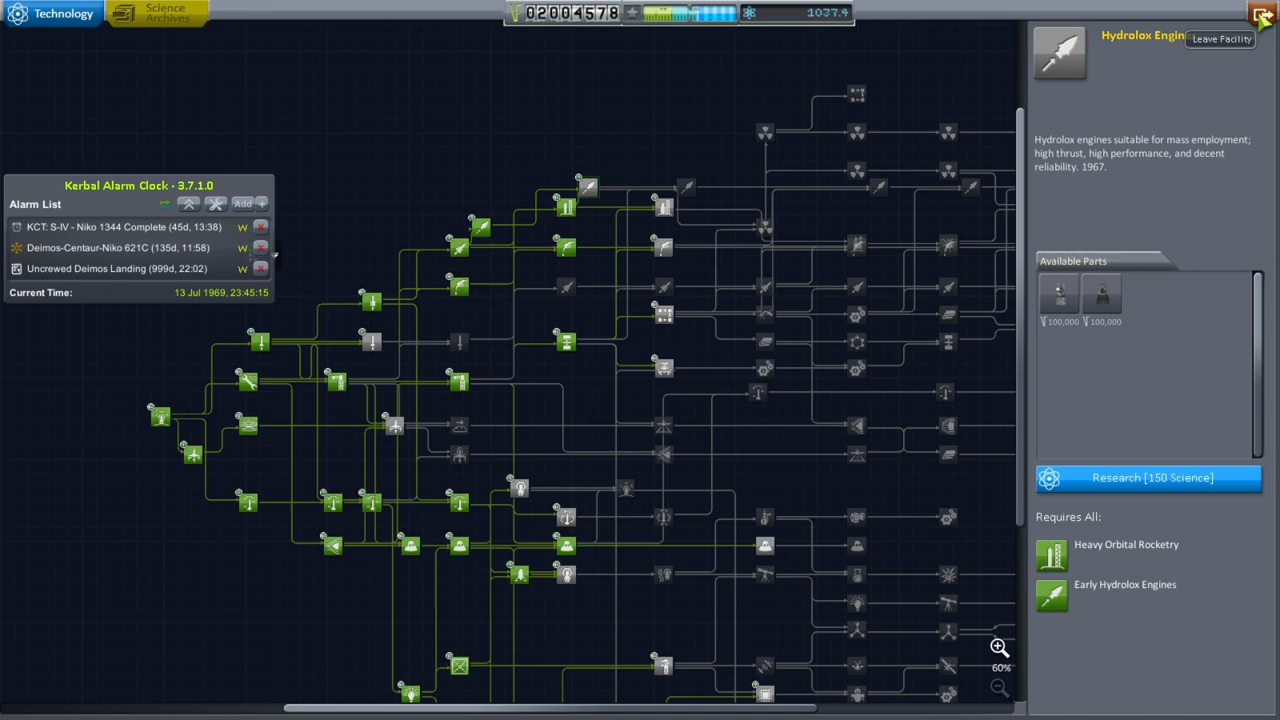 Technology
Science
Archives
02004578
1037.4
Hydrolox Engin
Leave Facility
Hydrolox engines suitable for mass employment;
high thrust, high performance, and decent
reliability. 1967.
Kerbal Alarm Clock - 3.7.1.0
Alarm List
Add +
KCT: S-IV - Niko 1344 Complete (45d, 13:38) W
Deimos-Centaur-Niko 621C (135d, 11:58) W
Uncrewed Deimos Landing (999d, 22:02) W
Current Time: 13 Jul 1969, 23:45:15
Available Parts
100,000 100,000
Research [150 Science]
Requires All:
Heavy Orbital Rocketry
Early Hydrolox Engines
60%